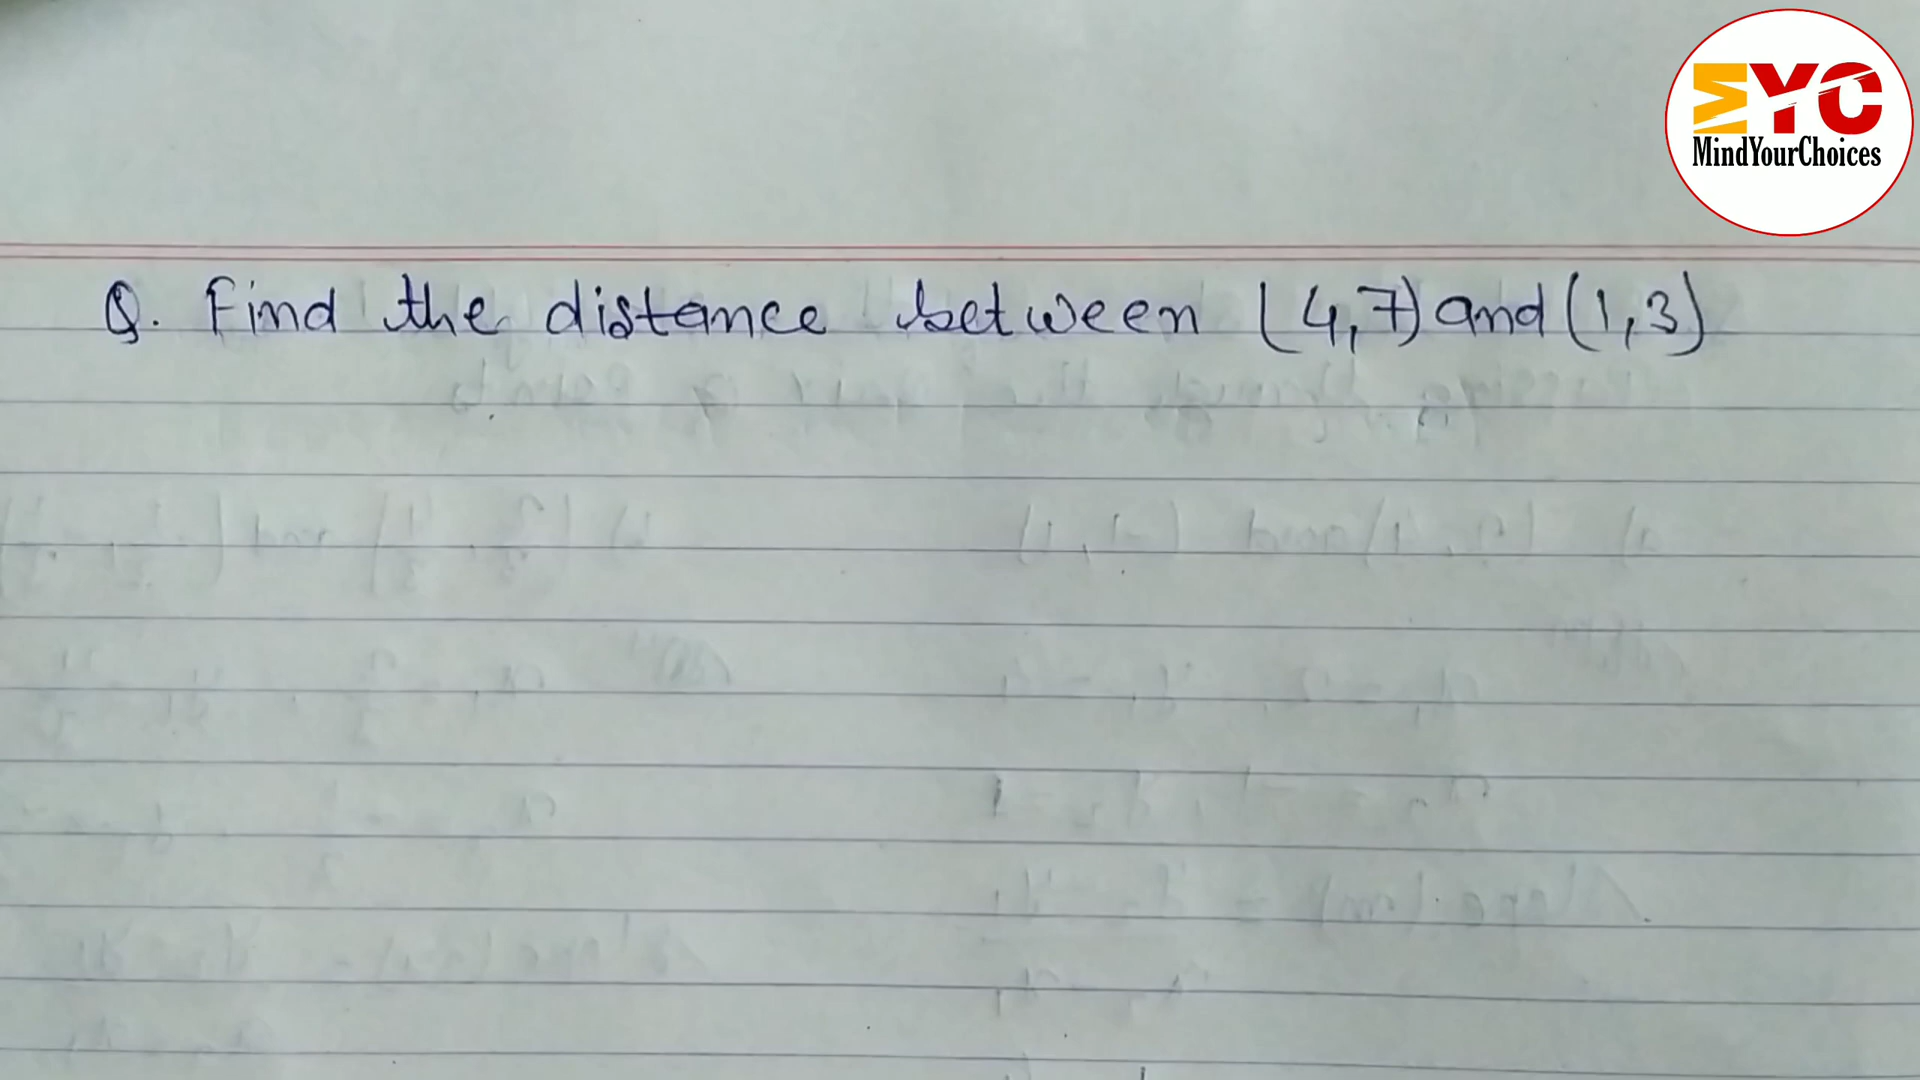 MYC
MindYourChoices
Q. Find the distance between (4,7) and (1,3)